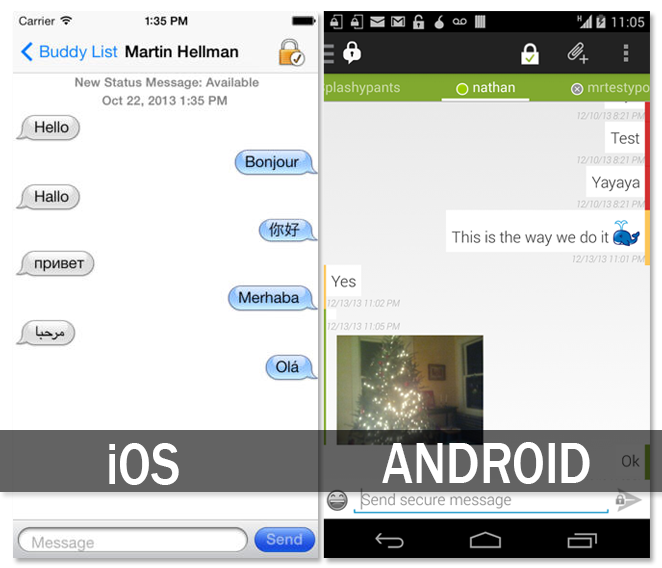 Carrier 1:35 PM
Buddy List Martin Hellman
New Status Message: Available
Oct 22, 2013 1:35 PM
Hello
Bonjour
Hallo
你好
привет
Merhaba
مرحبا
Olá
iOS
Message Send
11:05
plashypants nathan mrtestypo
12/10/13 8:21 PM
Test
12/10/13 8:21 PM
Yayaya
12/10/13 8:21 PM
This is the way we do it
12/13/13 11:01 PM
Yes
12/13/13 11:02 PM
12/13/13 11:05 PM
Ok
ANDROID
Send secure message